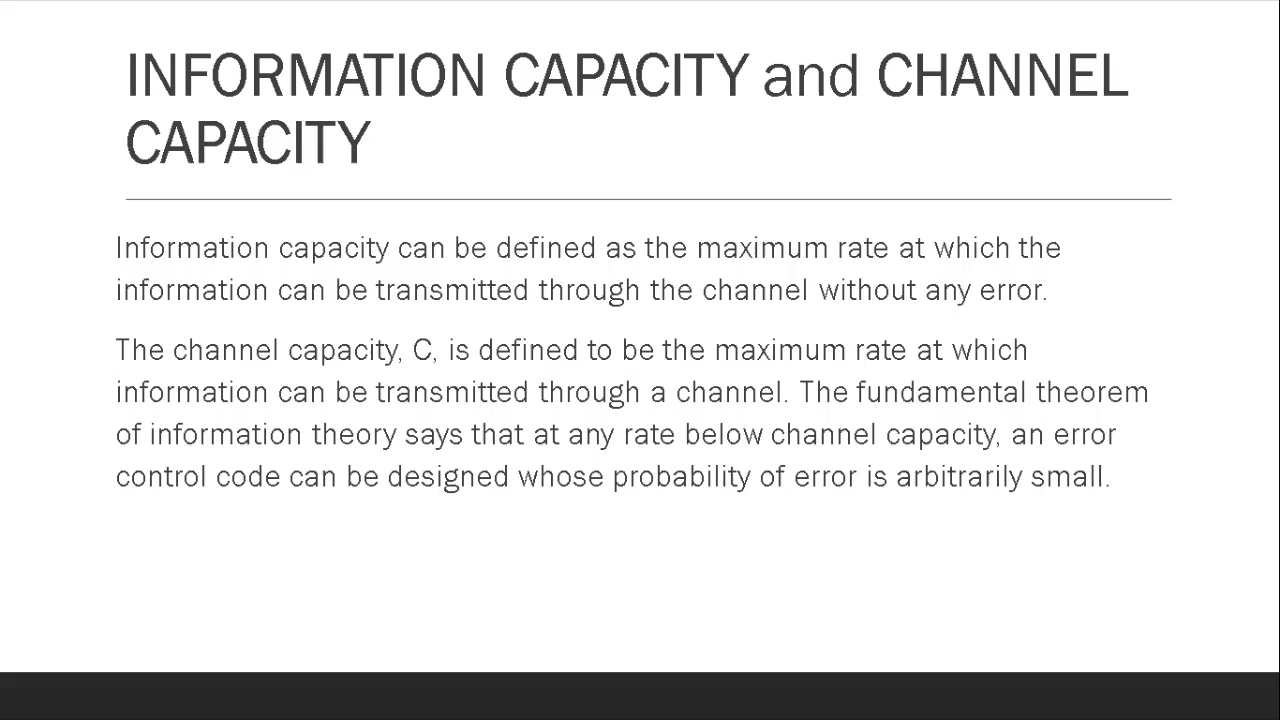 INFORMATION CAPACITY and CHANNEL
CAPACITY
Information capacity can be defined as the maximum rate at which the
information can be transmitted through the channel without any error.
The channel capacity, C, is defined to be the maximum rate at which
information can be transmitted through a channel. The fundamental theorem
of information theory says that at any rate below channel capacity, an error
control code can be designed whose probability of error is arbitrarily small.